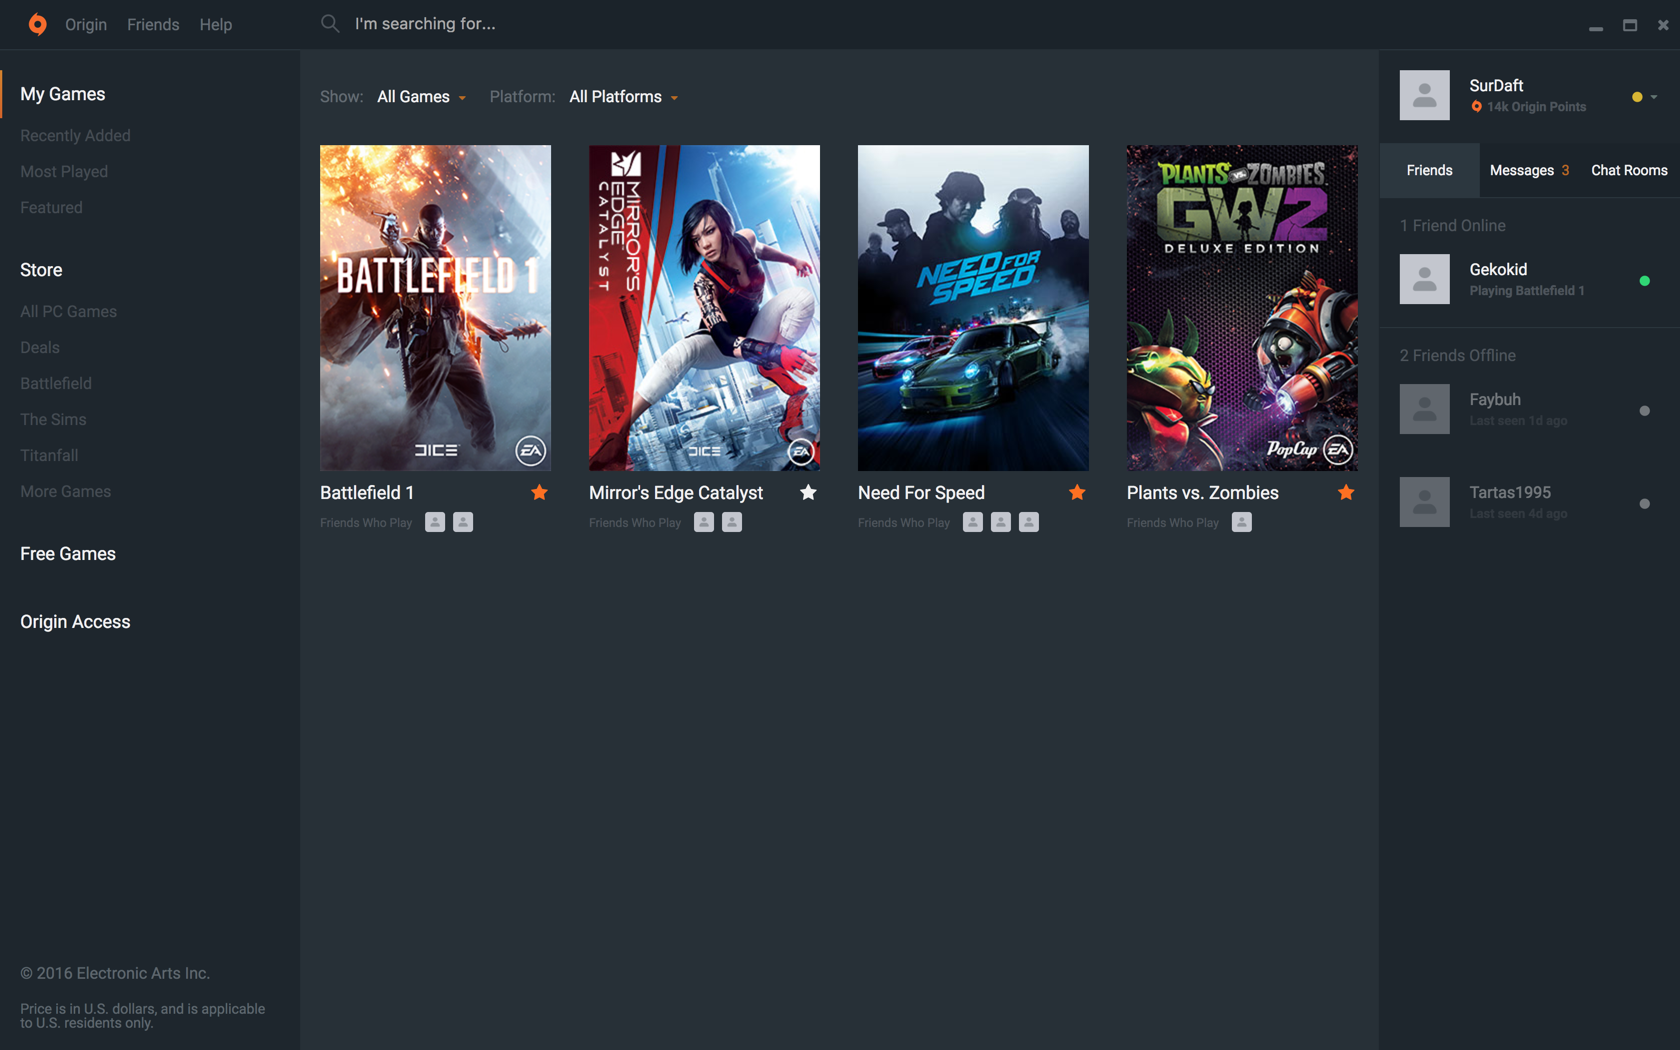 Origin Friends Help
I'm searching for...
My Games
Recently Added
Most Played
Featured
Store
All PC Games
Deals
Battlefield
The Sims
Titanfall
More Games
Free Games
Origin Access
© 2016 Electronic Arts Inc.
Price is in U.S. dollars, and is applicable
to U.S. residents only.
Show: All Games Platform: All Platforms
BATTLEFIELD 1
DICE EA
Battlefield 1
Friends Who Play
MIRROR'S
EDGE
CATALYST
DICE EA
Mirror's Edge Catalyst
Friends Who Play
NEED FOR
SPEED
Need For Speed
Friends Who Play
PLANTS VS. ZOMBIES
GW2
DELUXE EDITION
PopCap EA
Plants vs. Zombies
Friends Who Play
SurDaft
14k Origin Points
Friends Messages 3 Chat Rooms
1 Friend Online
Gekokid
Playing Battlefield 1
2 Friends Offline
Faybuh
Last seen 1d ago
Tartas1995
Last seen 4d ago